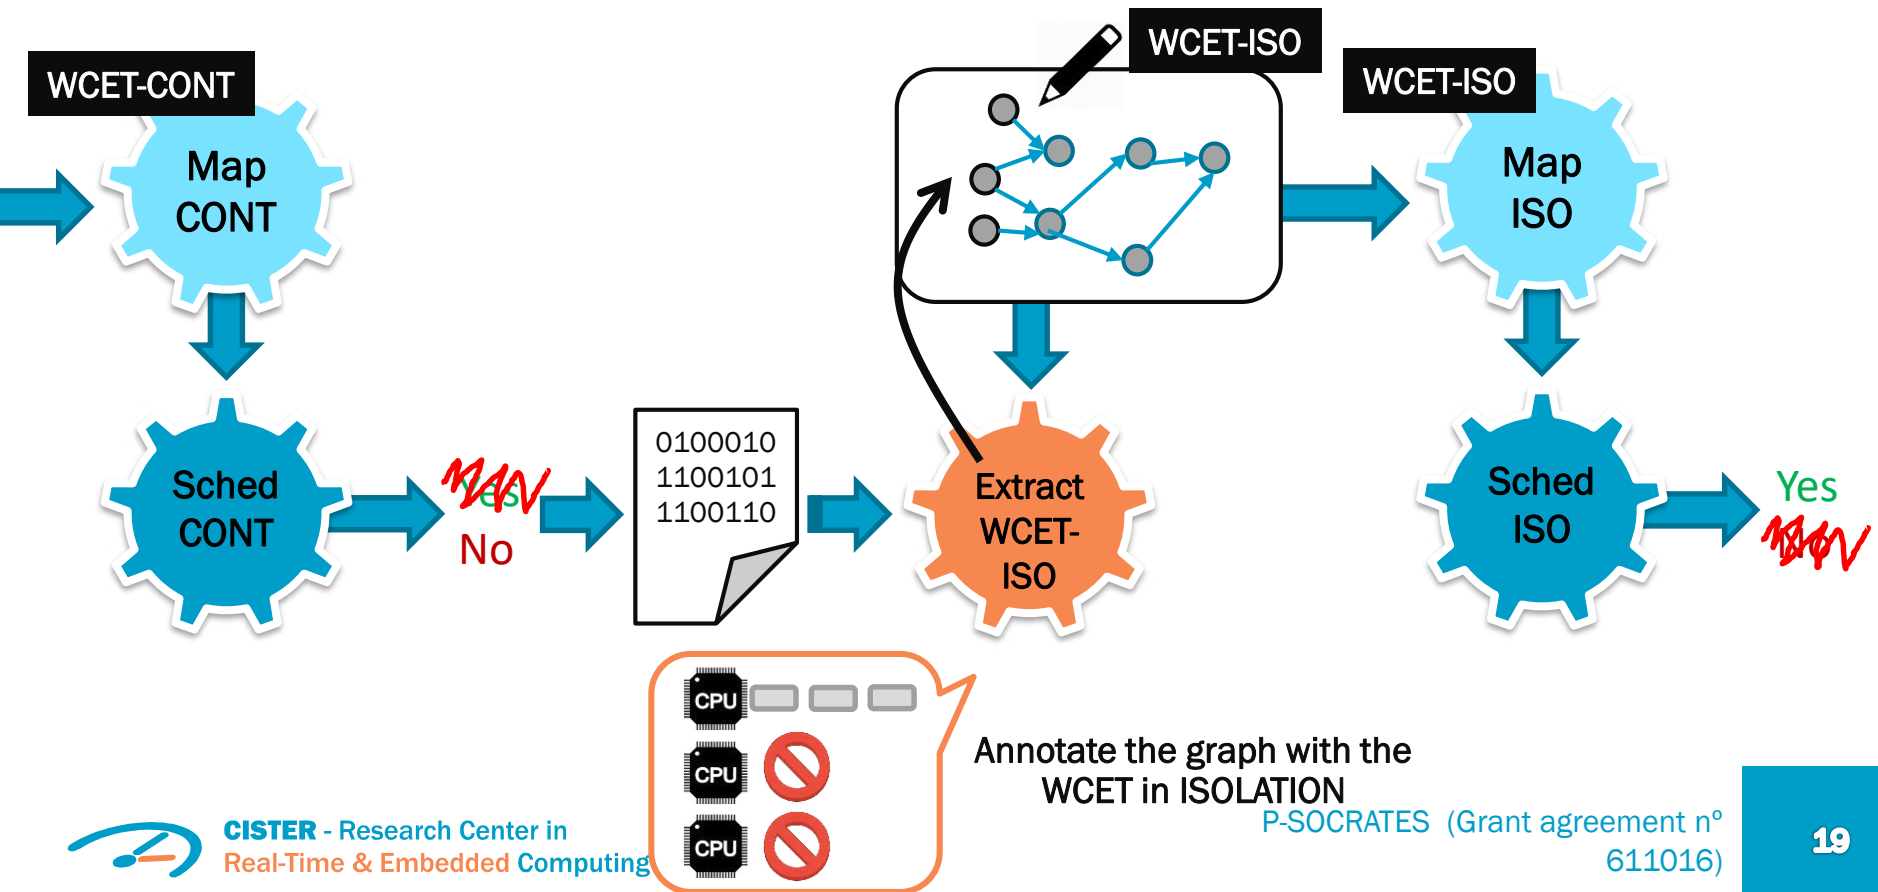 WCET-CONT
Map
CONT
Sched
CONT
Yes
No
0100010
1100101
1100110
WCET-ISO
Extract
WCET-
ISO
WCET-ISO
Map
ISO
Sched
ISO
Yes
No
CPU
CPU
CPU
Annotate the graph with the
WCET in ISOLATION
CISTER - Research Center in
Real-Time & Embedded Computing
P-SOCRATES (Grant agreement nº
611016)
19